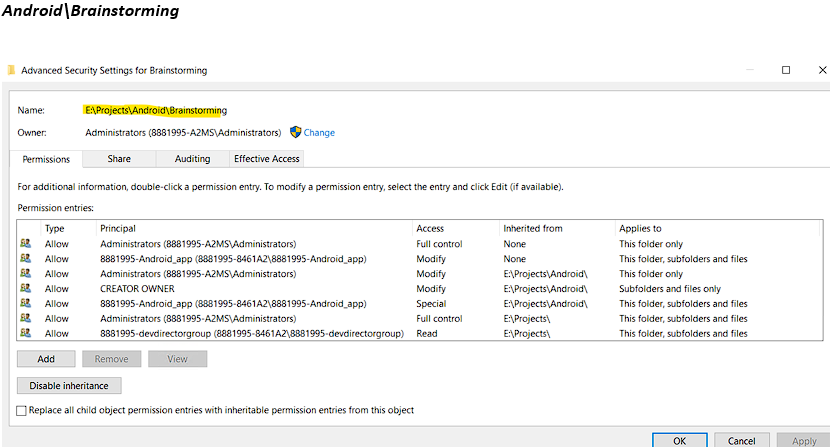 Android\Brainstorming
Advanced Security Settings for Brainstorming
Name: E:\Projects\Android\Brainstorming
Owner: Administrators (8881995-A2MS\Administrators) Change
Permissions Share Auditing Effective Access
For additional information, double-click a permission entry. To modify a permission entry, select the entry and click Edit (if available).
Permission entries:
Type Principal Access Inherited from Applies to
Allow Administrators (8881995-A2MS\Administrators) Full control None This folder only
Allow 8881995-Android_app (8881995-8461A2\8881995-Android_app) Modify None This folder, subfolders and files
Allow Administrators (8881995-A2MS\Administrators) Modify E:\Projects\Android\ This folder only
Allow CREATOR OWNER Modify E:\Projects\Android\ Subfolders and files only
Allow 8881995-Android_app (8881995-8461A2\8881995-Android_app) Special E:\Projects\Android\ This folder, subfolders and files
Allow Administrators (8881995-A2MS\Administrators) Full control E:\Projects\ This folder, subfolders and files
Allow 8881995-devdirectorgroup (8881995-8461A2\8881995-devdirectorgroup) Read E:\Projects\ This folder, subfolders and files
Add Remove View
Disable inheritance
Replace all child object permission entries with inheritable permission entries from this object
OK Cancel Apply